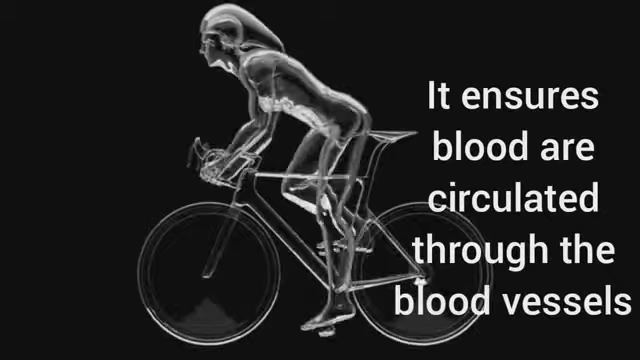 It ensures
blood are
circulated
through the
blood vessels